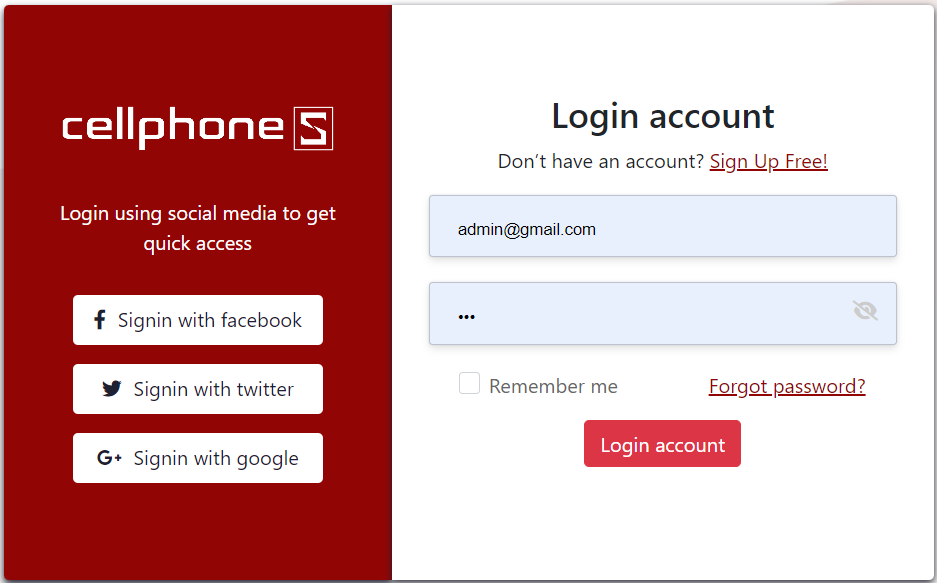 cellphoneS
Login using social media to get
quick access
Signin with facebook
Signin with twitter
G+ Signin with google
Login account
Don’t have an account? Sign Up Free!
admin@gmail.com
•••
Remember me
Forgot password?
Login account